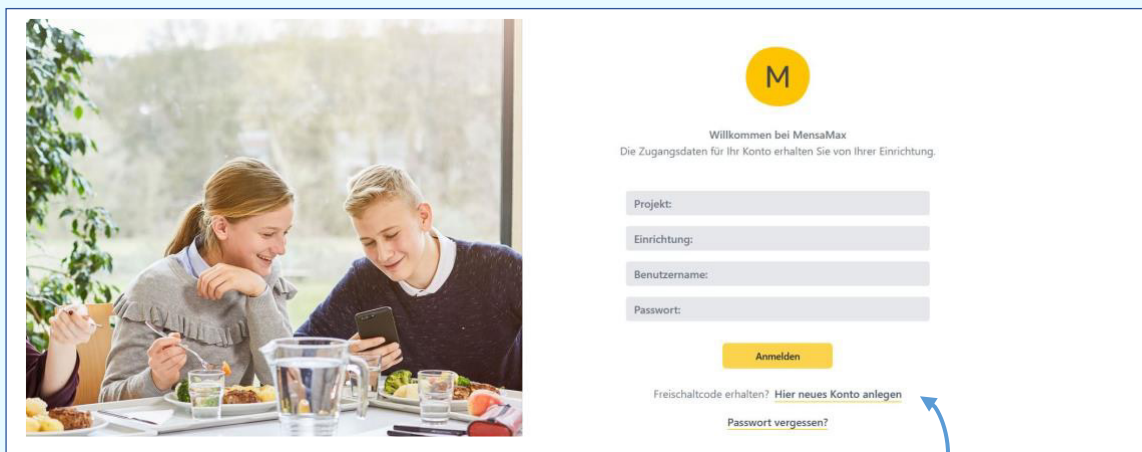 M
Willkommen bei MensaMax
Die Zugangsdaten für Ihr Konto erhalten Sie von Ihrer Einrichtung.
Projekt:
Einrichtung:
Benutzername:
Passwort:
Anmelden
Freischaltcode erhalten? Hier neues Konto anlegen
Passwort vergessen?